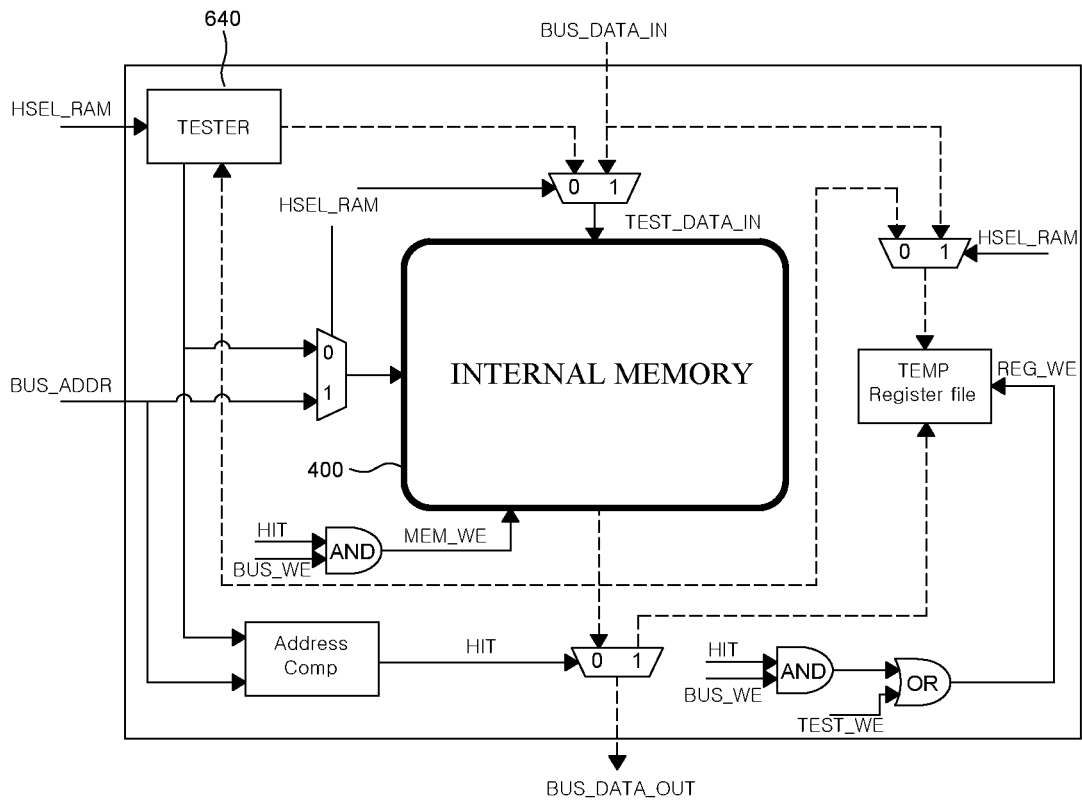 640
BUS_DATA_IN
HSEL_RAM
TESTER
0 1
HSEL_RAM
TEST_DATA_IN
0 1
HSEL_RAM
0
1
BUS_ADDR
INTERNAL MEMORY
TEMP
Register file
REG_WE
400
HIT
BUS_WE
AND
MEM_WE
Address
Comp
HIT
0 1
HIT
BUS_WE
AND
OR
TEST_WE
BUS_DATA_OUT